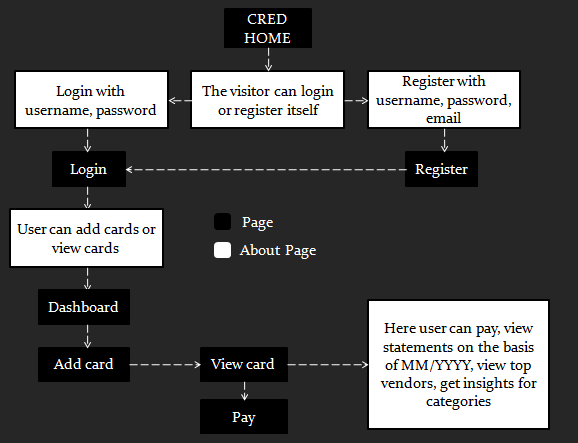 CRED
HOME
Login with
username, password
The visitor can login
or register itself
Register with
username, password,
email
Login
Register
User can add cards or
view cards
Page
About Page
Dashboard
Add card
View card
Here user can pay, view
statements on the basis
of MM/YYYY, view top
vendors, get insights for
categories
Pay